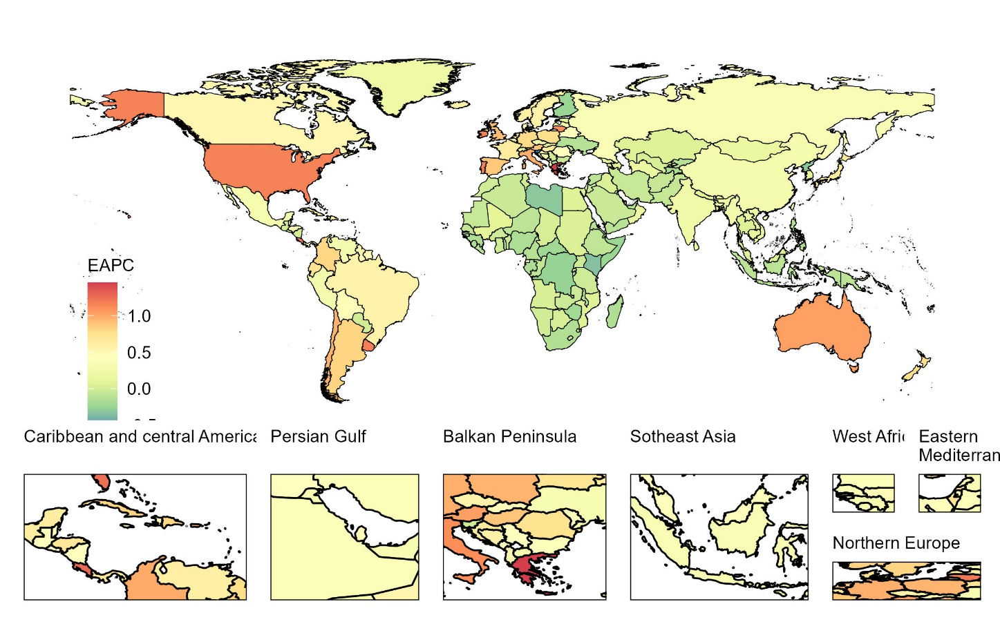 EAPC
1.0
0.5
0.0
Caribbean and central America
Persian Gulf
Balkan Peninsula
Sotheast Asia
West Afri
Eastern
Mediterran
Northern Europe